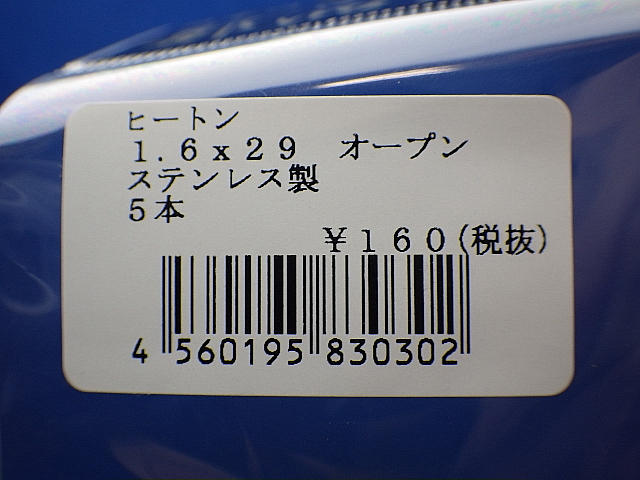 ヒートン
1.6x29 オープン
ステンレス製
5本
¥160(税抜)
4 560195 830302